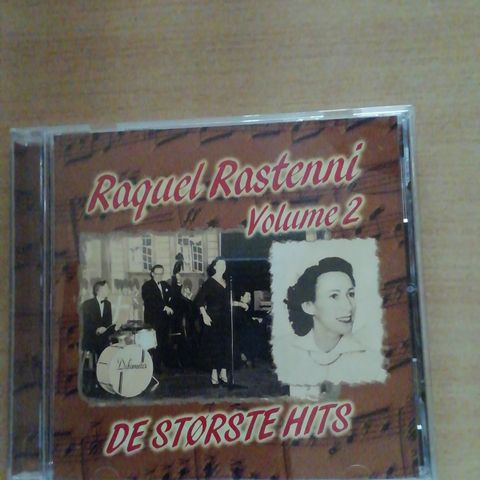 Raquel Rastenni
Volume 2
DE STØRSTE HITS